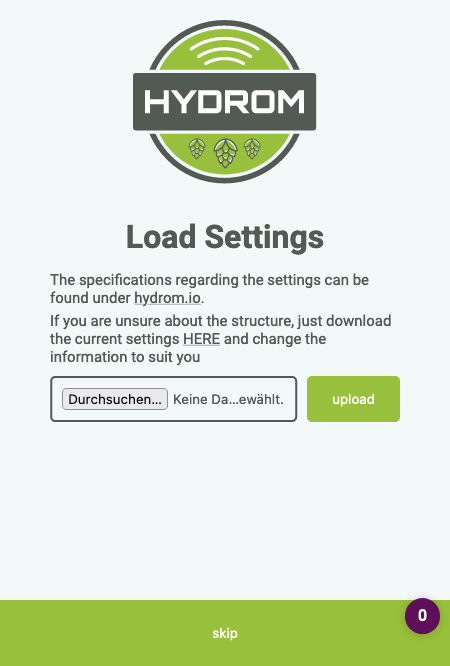 HYDROM
Load Settings
The specifications regarding the settings can be
found under hydrom.io.
If you are unsure about the structure, just download
the current settings HERE and change the
information to suit you
Durchsuchen... Keine Da...ewählt. upload
0
skip